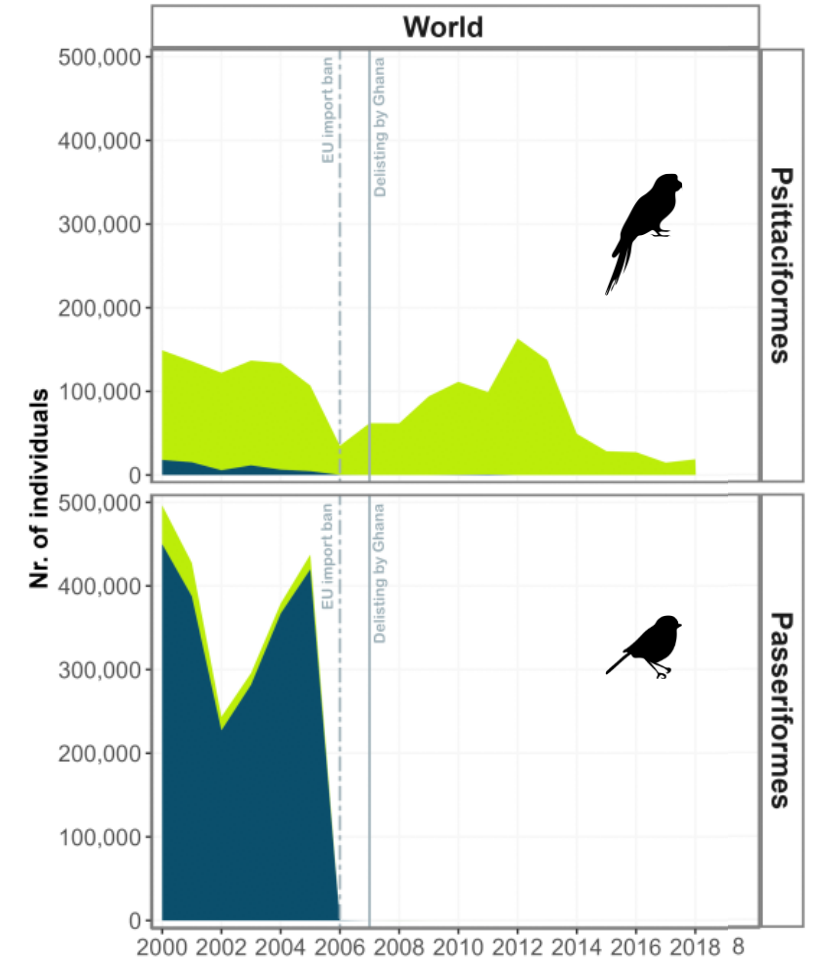 World
500,000
400,000
300,000
200,000
100,000
0
EU import ban
Delisting by Ghana
Psittaciformes
Nr. of individuals
500,000
400,000
300,000
200,000
100,000
0
EU import ban
Delisting by Ghana
Passeriformes
2000 2002 2004 2006 2008 2010 2012 2014 2016 2018 8